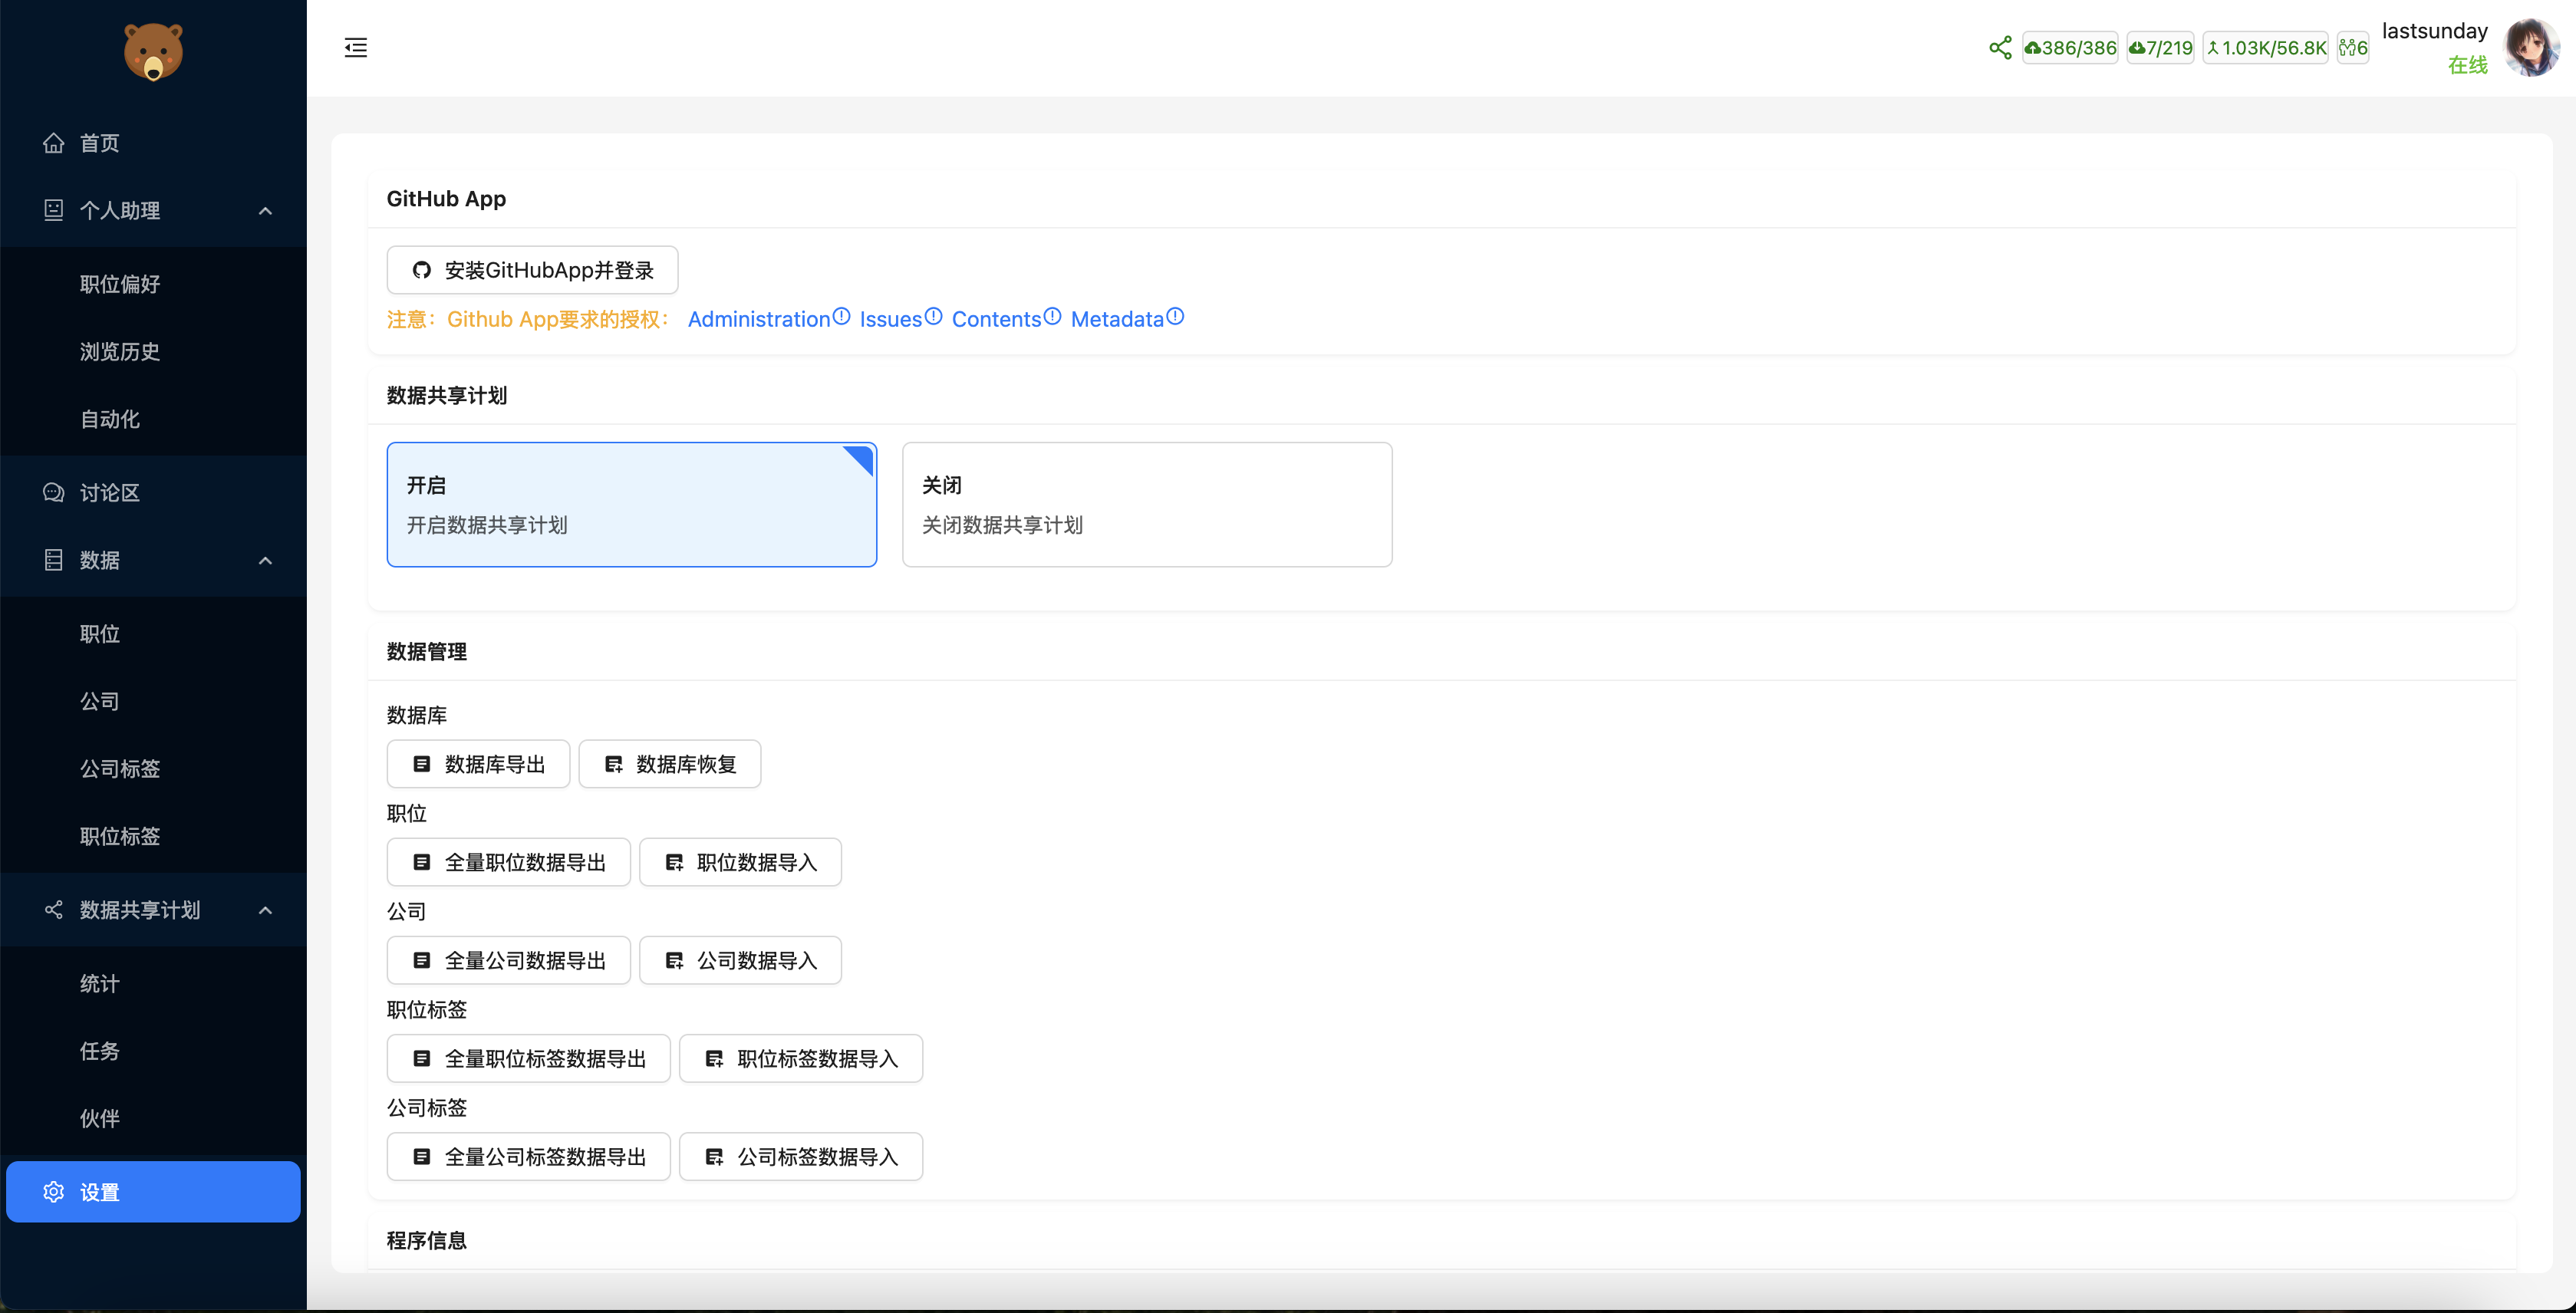 首页
个人助理
职位偏好
浏览历史
自动化
讨论区
数据
职位
公司
公司标签
职位标签
数据共享计划
统计
任务
伙伴
设置
386/386 7/219 1.03K/56.8K 6 lastsunday
在线
GitHub App
安装GitHubApp并登录
注意：Github App要求的授权： Administration Issues Contents Metadata
数据共享计划
开启 关闭
开启数据共享计划 关闭数据共享计划
数据管理
数据库
数据库导出 数据库恢复
职位
全量职位数据导出 职位数据导入
公司
全量公司数据导出 公司数据导入
职位标签
全量职位标签数据导出 职位标签数据导入
公司标签
全量公司标签数据导出 公司标签数据导入
程序信息